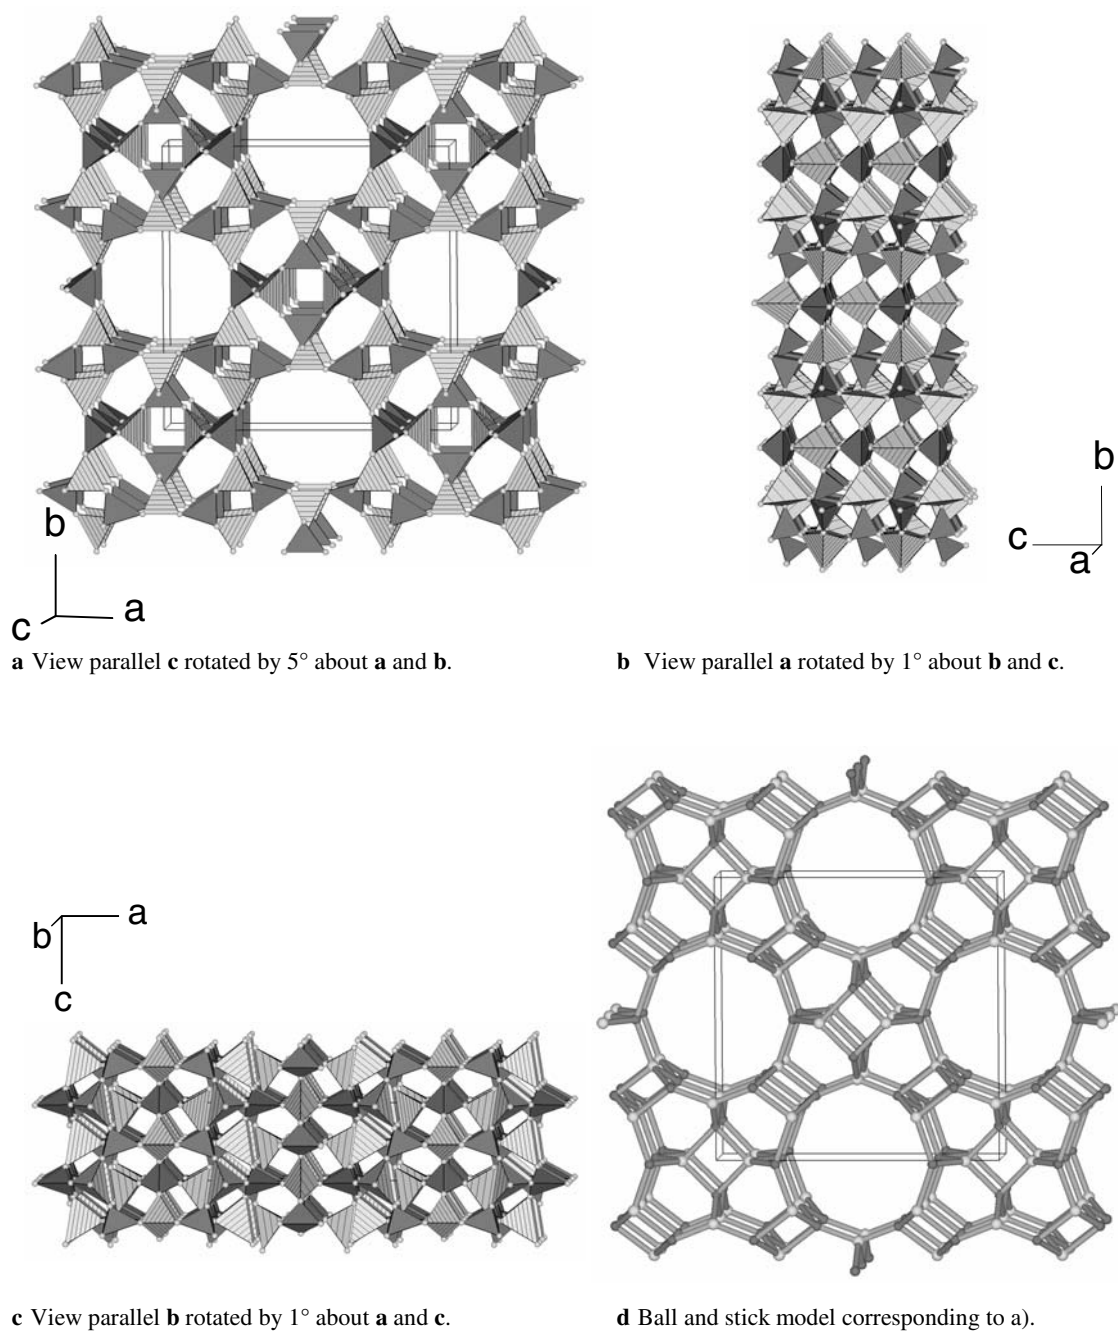 b
c
a
a View parallel c rotated by 5° about a and b.
b
c
a
b View parallel a rotated by 1° about b and c.
a
b
c
c View parallel b rotated by 1° about a and c.
d Ball and stick model corresponding to a).